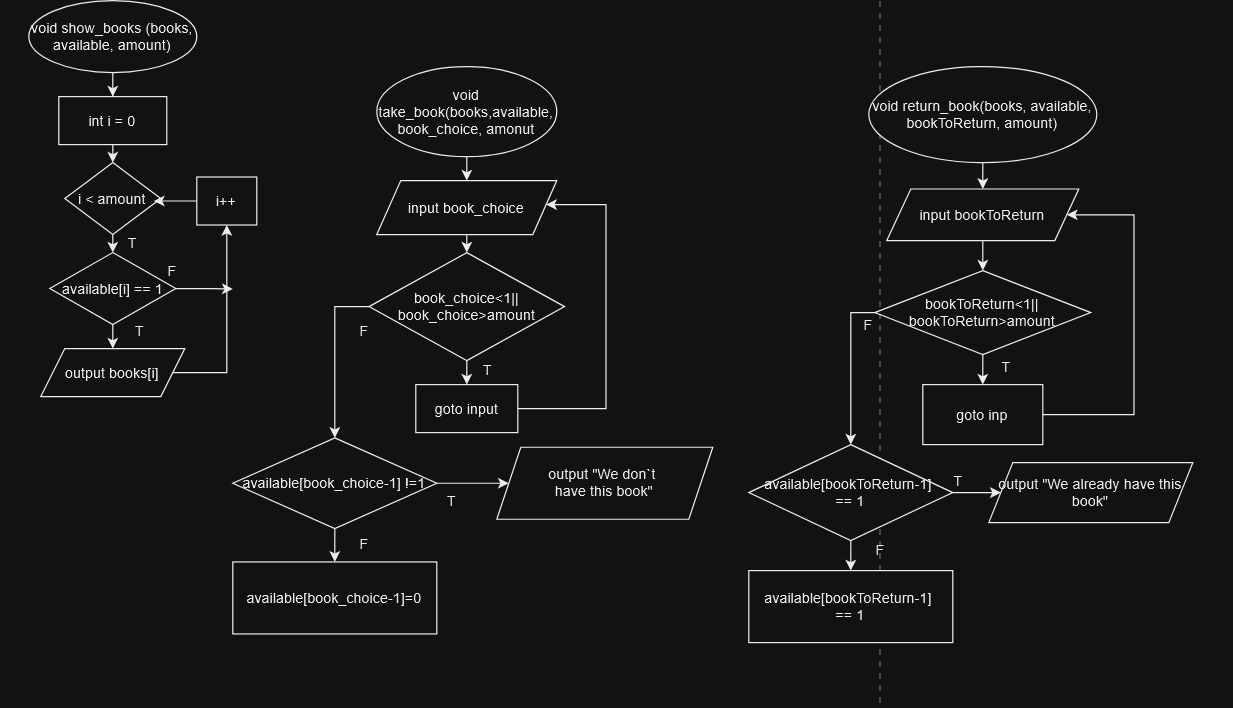 void show_books (books,
available, amount)
int i = 0
i < amount
i++
T
F
available[i] == 1
T
output books[i]
void
take_book(books,available,
book_choice, amonut
input book_choice
book_choice<1||
book_choice>amount
F
T
goto input
available[book_choice-1] !=1
T
output "We don`t
have this book"
F
available[book_choice-1]=0
void return_book(books, available,
bookToReturn, amount)
input bookToReturn
bookToReturn<1||
bookToReturn>amount
F
T
goto inp
available[bookToReturn-1]
== 1
T
output "We already have this
book"
F
available[bookToReturn-1]
== 1